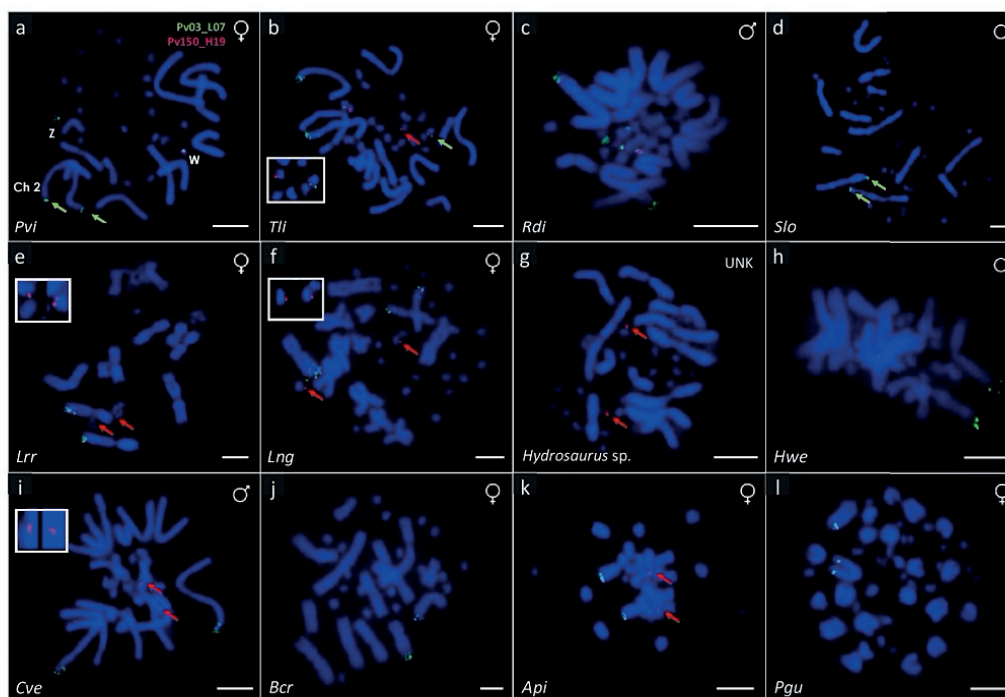 a
Pv03_L07
Pv150_H19
♀
Z
W
Ch 2
Pvi
b
♀
Tli
c
♂
Rdi
d
Slo
e
♀
Lrr
f
♀
Lng
g
UNK
Hydrosaurus sp.
h
Hwe
i
♂
Cve
j
♀
Bcr
k
♀
Api
l
♀
Pgu